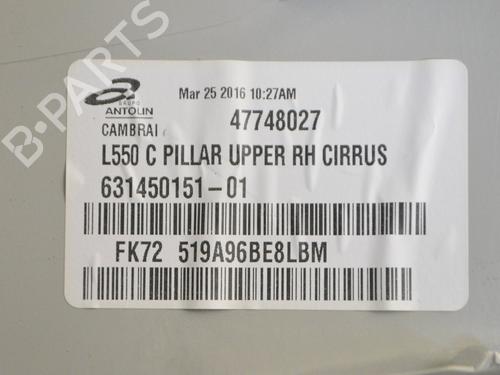 GRUPO
ANTOLIN
Mar 25 2016 10:27AM
CAMBRAI
47748027
L550 C PILLAR UPPER RH CIRRUS
631450151-01
FK72 519A96BE8LBM
B-PARTS